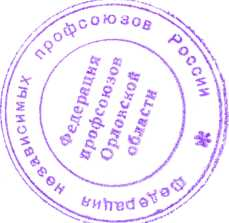 Федерация независимых профсоюзов России
Федерация
профсоюзов
Орловской
области